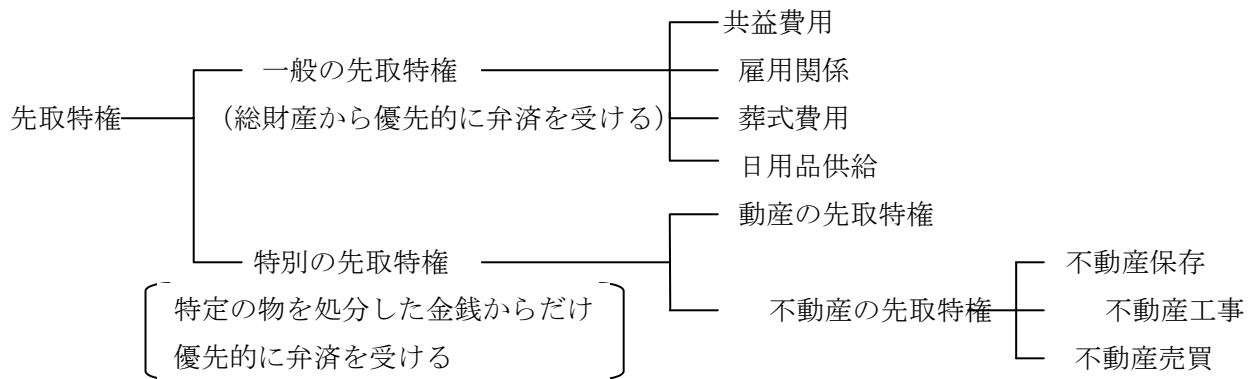 共益費用
一般の先取特権
雇用関係
先取特権
（総財産から優先的に弁済を受ける）
葬式費用
日用品供給
動産の先取特権
特別の先取特権
不動産保存
特定の物を処分した金銭からだけ
不動産の先取特権
不動産工事
優先的に弁済を受ける
不動産売買